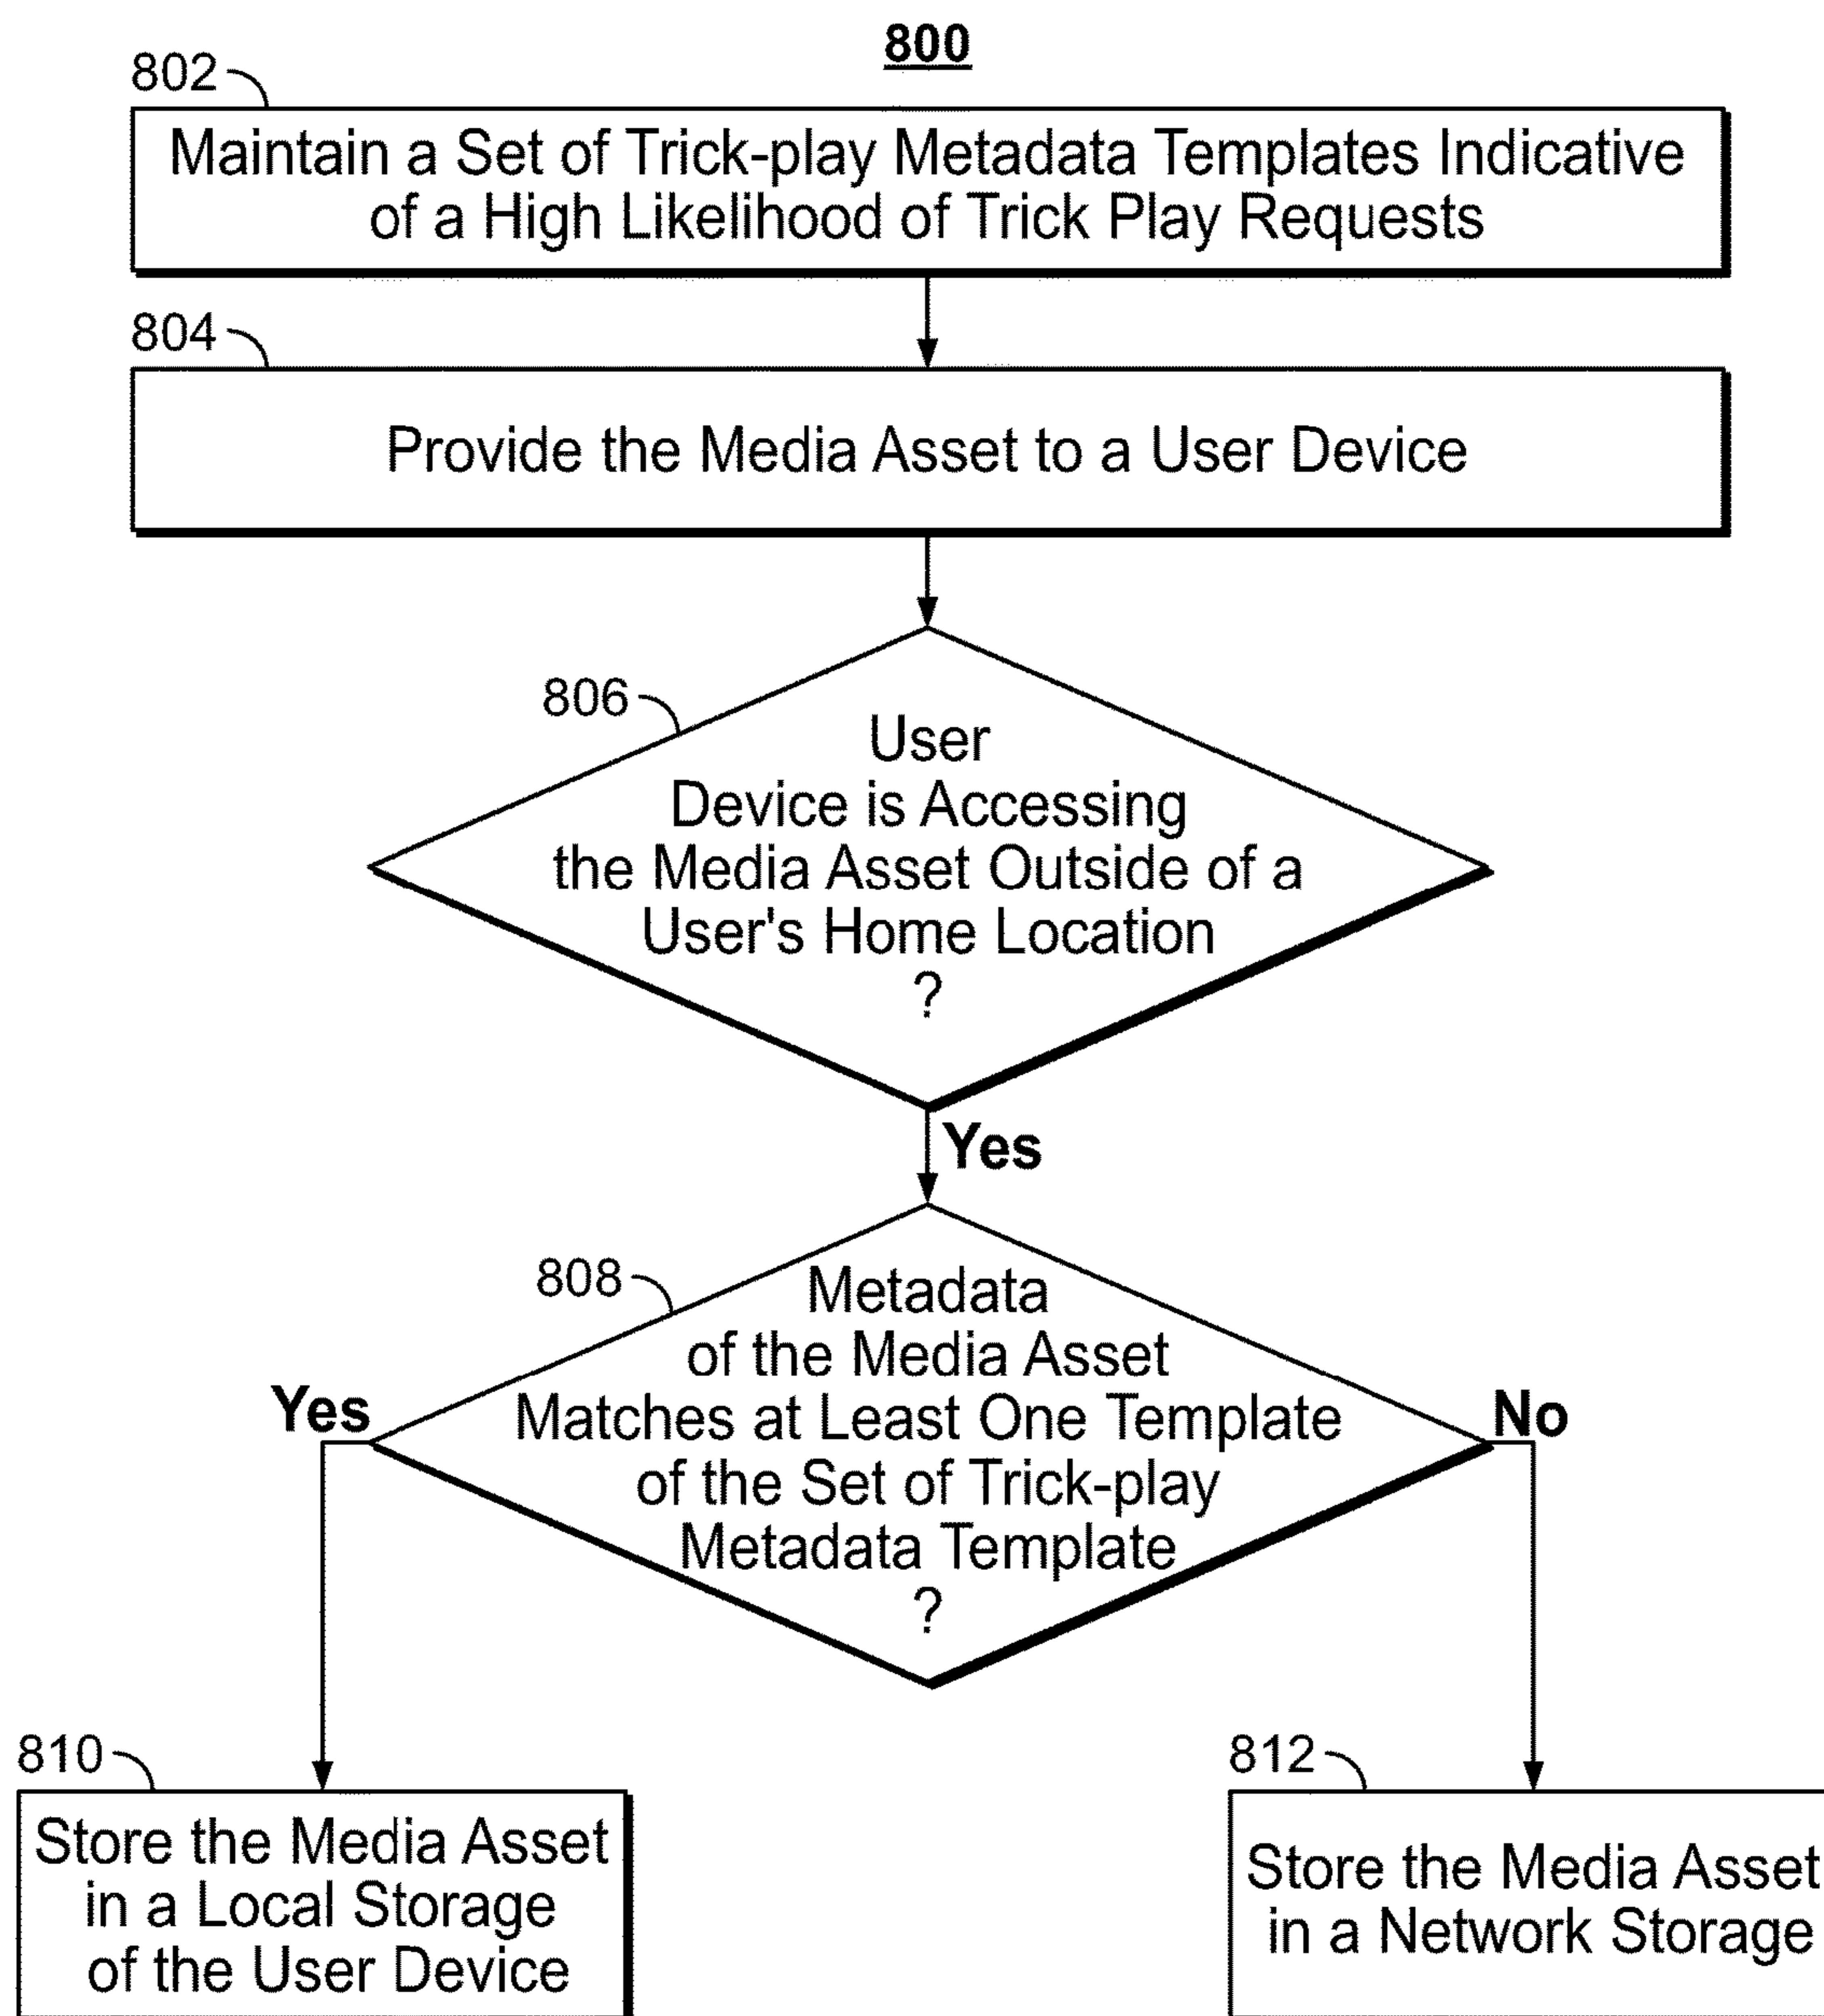 800
802
Maintain a Set of Trick-play Metadata Templates Indicative
of a High Likelihood of Trick Play Requests
804
Provide the Media Asset to a User Device
806
User
Device is Accessing
the Media Asset Outside of a
User's Home Location
?
Yes
808
Metadata
of the Media Asset
Matches at Least One Template
of the Set of Trick-play
Metadata Template
?
Yes
No
810
Store the Media Asset
in a Local Storage
of the User Device
812
Store the Media Asset
in a Network Storage